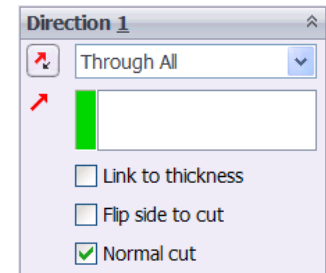 Direction 1
Through All
Link to thickness
Flip side to cut
Normal cut